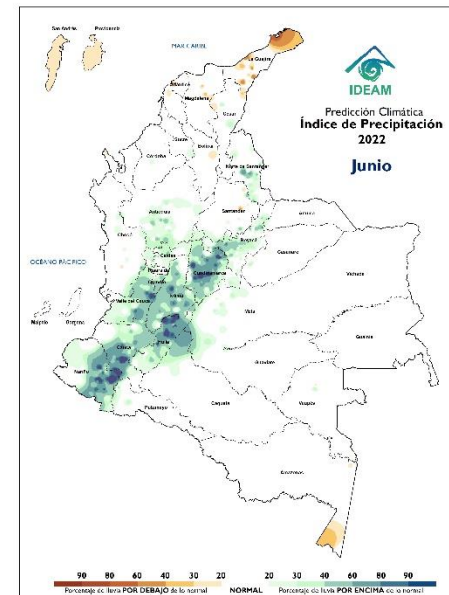 San Andrés
Providencia
MAR CARIBE
La Guajira
IDEAM
Atlántico
Magdalena
Predicción Climática
Índice de Precipitación
2022
Junio
Cesar
Sucre
Bolívar
Córdoba
Norte de Santander
Antioquia
Santander
Arauca
Chocó
Boyacá
Casanare
OCÉANO PACÍFICO
Caldas
Cundinamarca
Vichada
Valle del Cauca
Tolima
Malpelo
Gorgona
Meta
Guainía
Cauca
Huila
Guaviare
Nariño
Vaupés
Putumayo
Caquetá
Amazonas
90 80 60 40 20 20 40 60 80 90
Porcentaje de lluvia POR DEBAJO de lo normal NORMAL Porcentaje de lluvia POR ENCIMA de lo normal